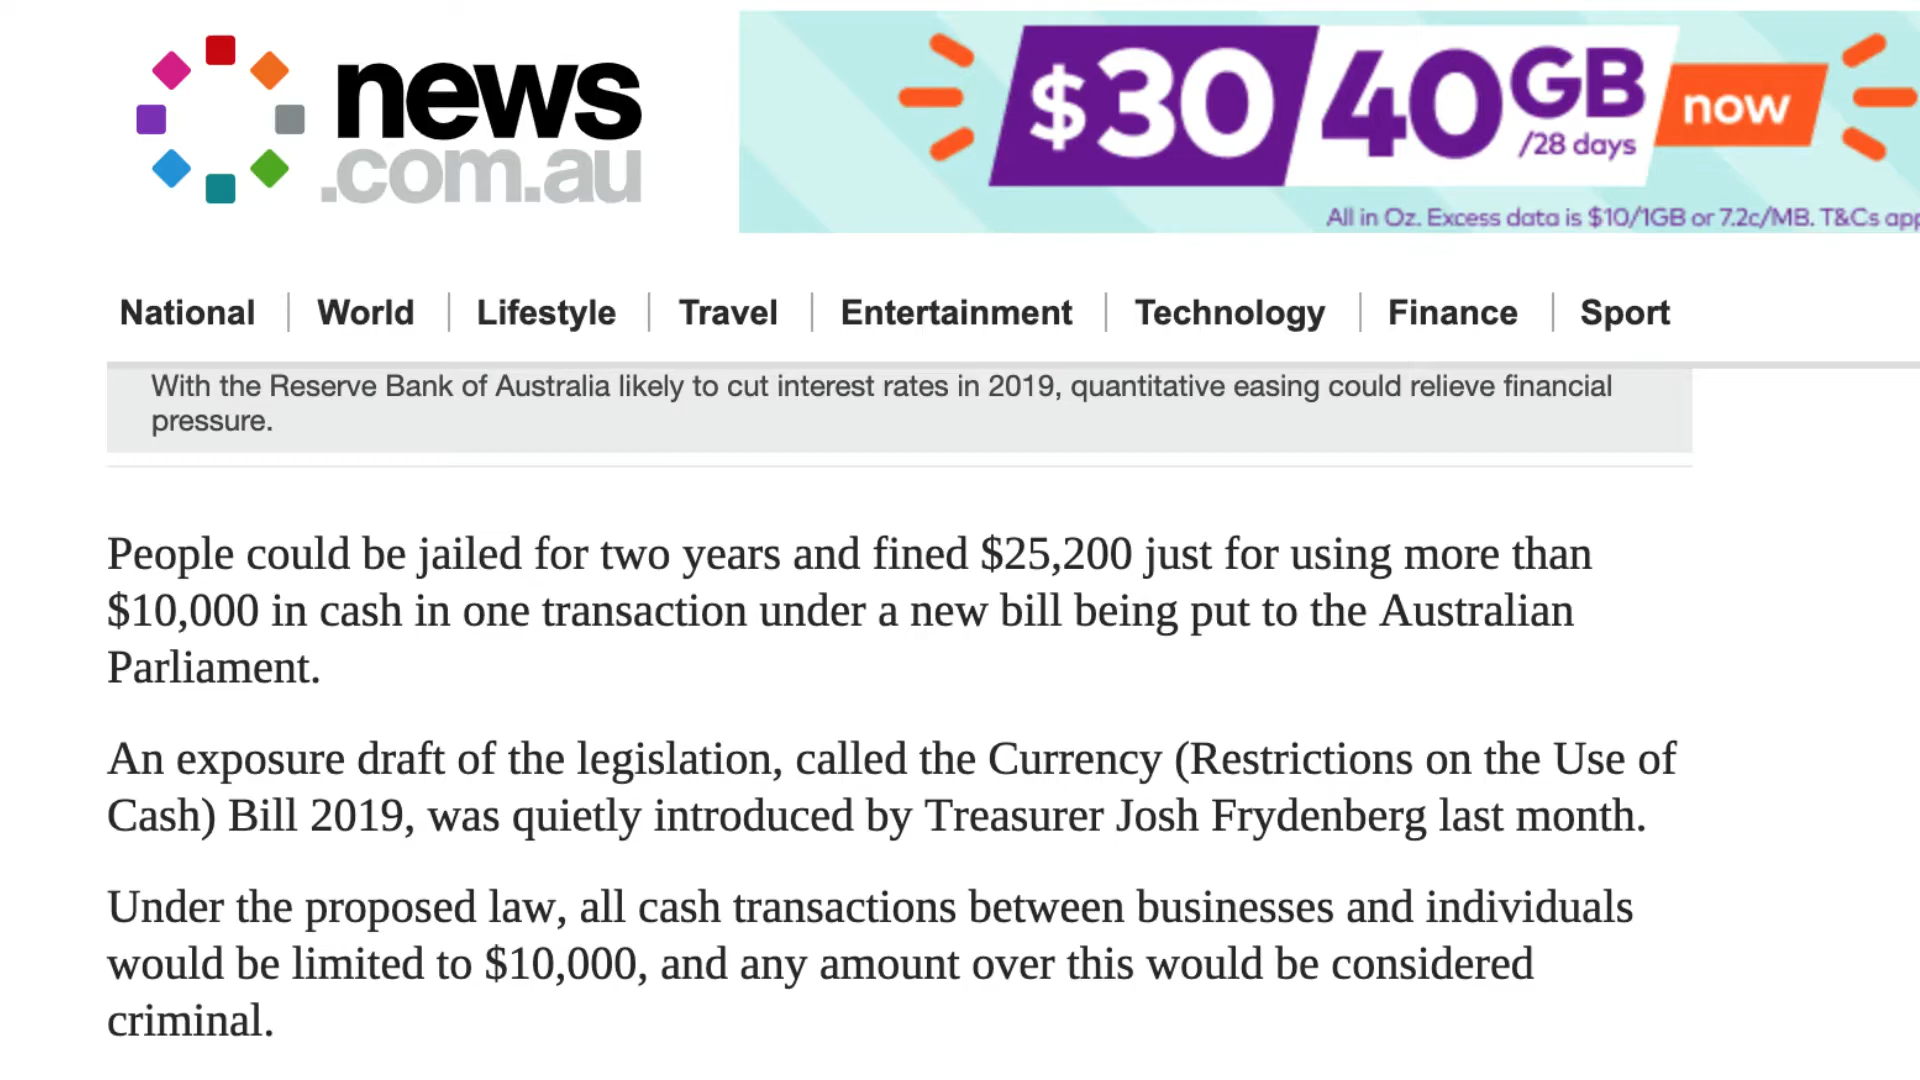 news
.com.au
$30 40GB now
/28 days
All in Oz. Excess data is $10/1GB or 7.2c/MB. T&Cs
National World Lifestyle Travel Entertainment Technology Finance Sport
With the Reserve Bank of Australia likely to cut interest rates in 2019, quantitative easing could relieve financial
pressure.
People could be jailed for two years and fined $25,200 just for using more than
$10,000 in cash in one transaction under a new bill being put to the Australian
Parliament.
An exposure draft of the legislation, called the Currency (Restrictions on the Use of
Cash) Bill 2019, was quietly introduced by Treasurer Josh Frydenberg last month.
Under the proposed law, all cash transactions between businesses and individuals
would be limited to $10,000, and any amount over this would be considered
criminal.